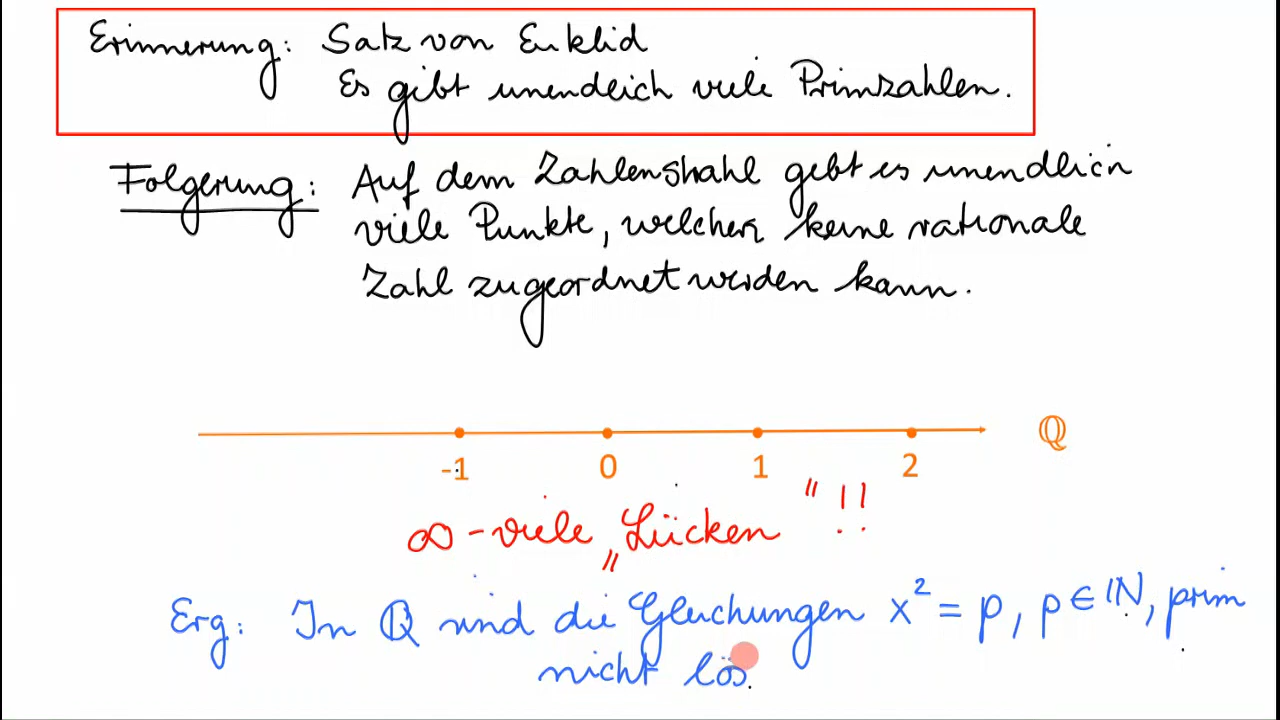 Erinnerung: Satz von Euklid
Es gibt unendlich viele Primzahlen.
Folgerung: Auf dem Zahlenstrahl gibt es unendlich
viele Punkte, welchen keine rationale
Zahl zugeordnet werden kann.
ℚ
-1 0 1 2
∞-viele „Lücken“!!
Erg: In ℚ sind die Gleichungen x² = p, p ∈ ℕ, prim
nicht lös.